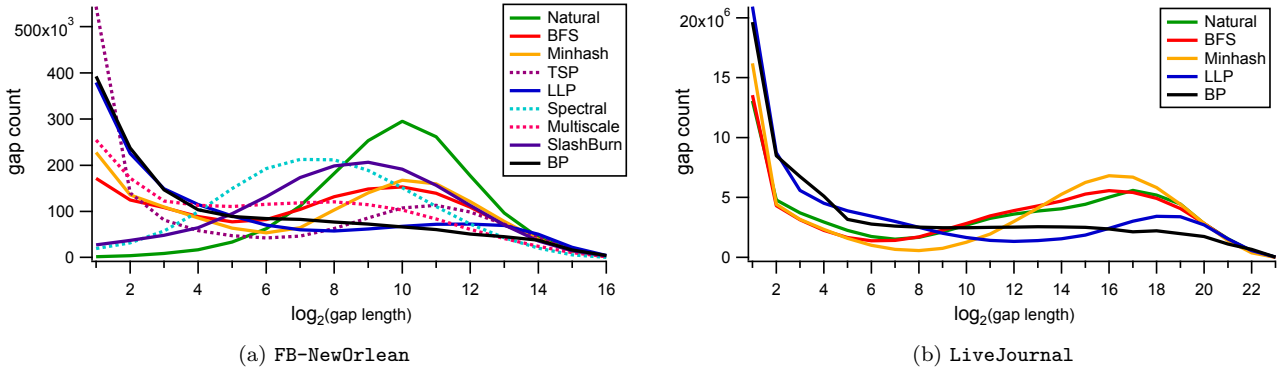 500x10³
400
300
200
100
0
gap count
2 4 6 8 10 12 14 16
log₂(gap length)
Natural
BFS
Minhash
TSP
LLP
Spectral
Multiscale
SlashBurn
BP
(a) FB-NewOrlean
20x10⁶
15
10
5
0
gap count
2 4 6 8 10 12 14 16 18 20 22
log₂(gap length)
Natural
BFS
Minhash
LLP
BP
(b) LiveJournal